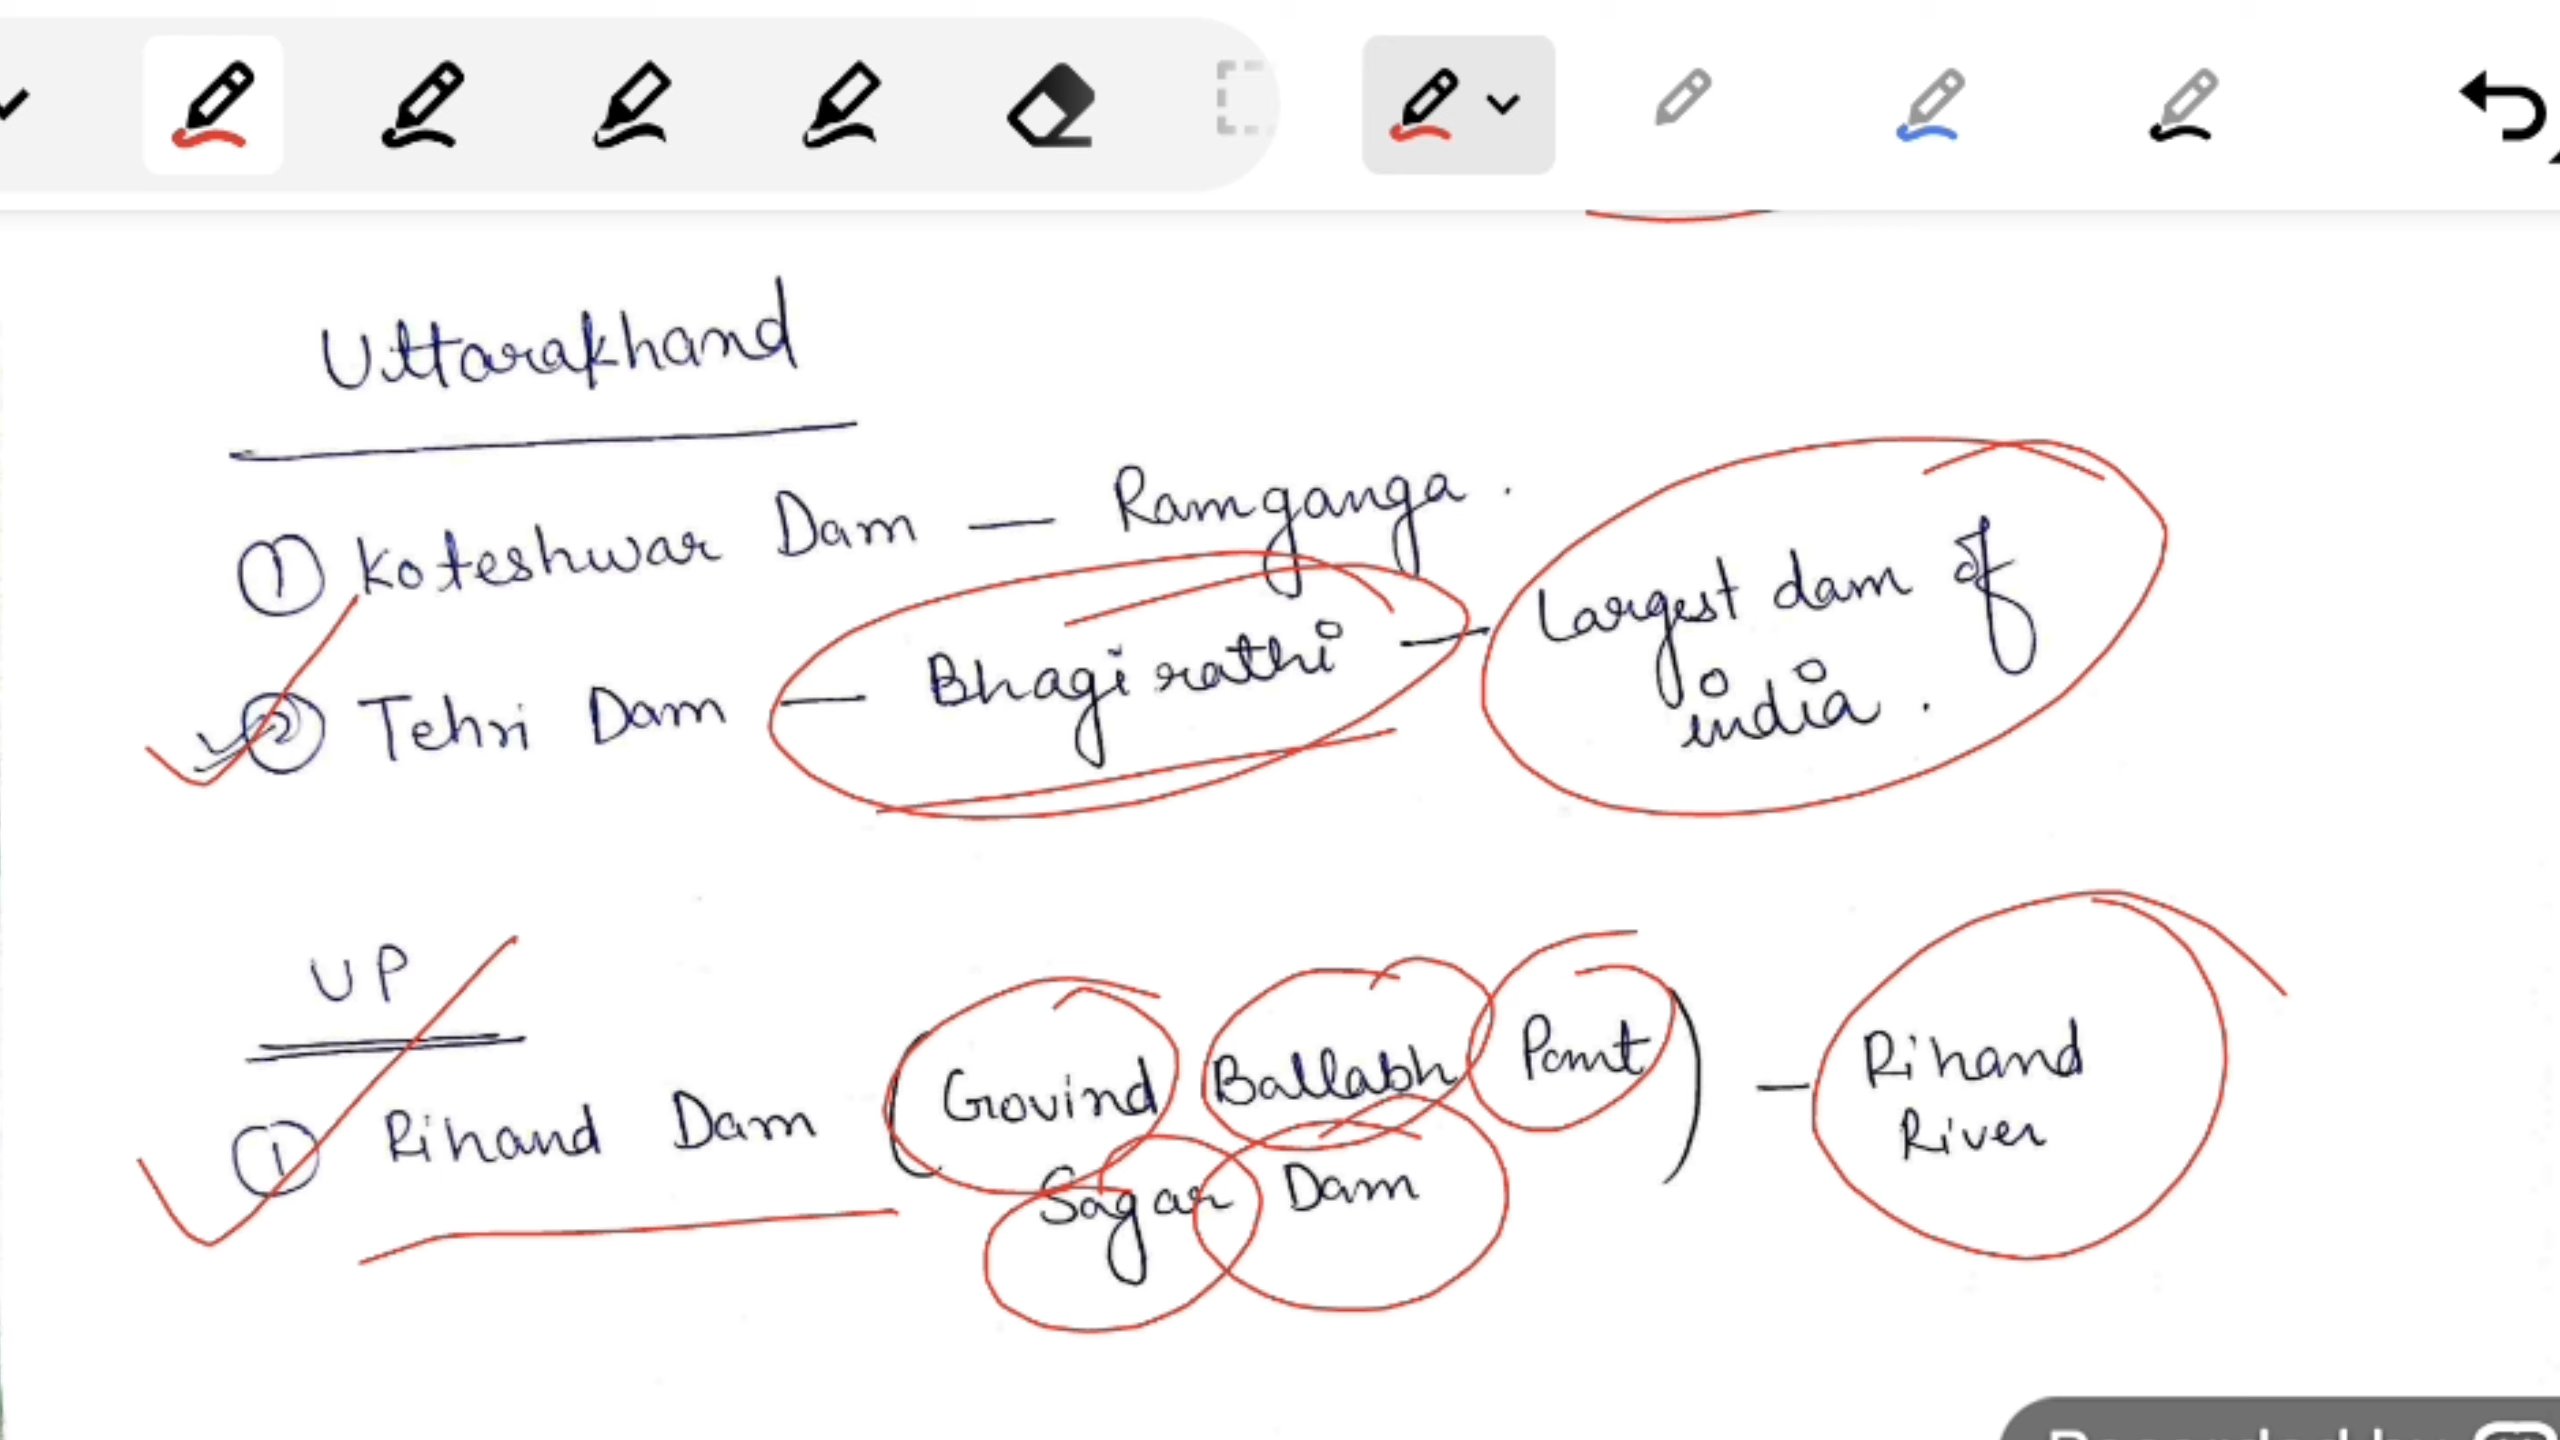 Uttarakhand
① Koteshwar Dam — Ramganga.
② Tehri Dam — Bhagirathi — Largest dam of
india.
UP
① Rihand Dam (Govind Ballabh Pant) — Rihand
Sagar Dam River